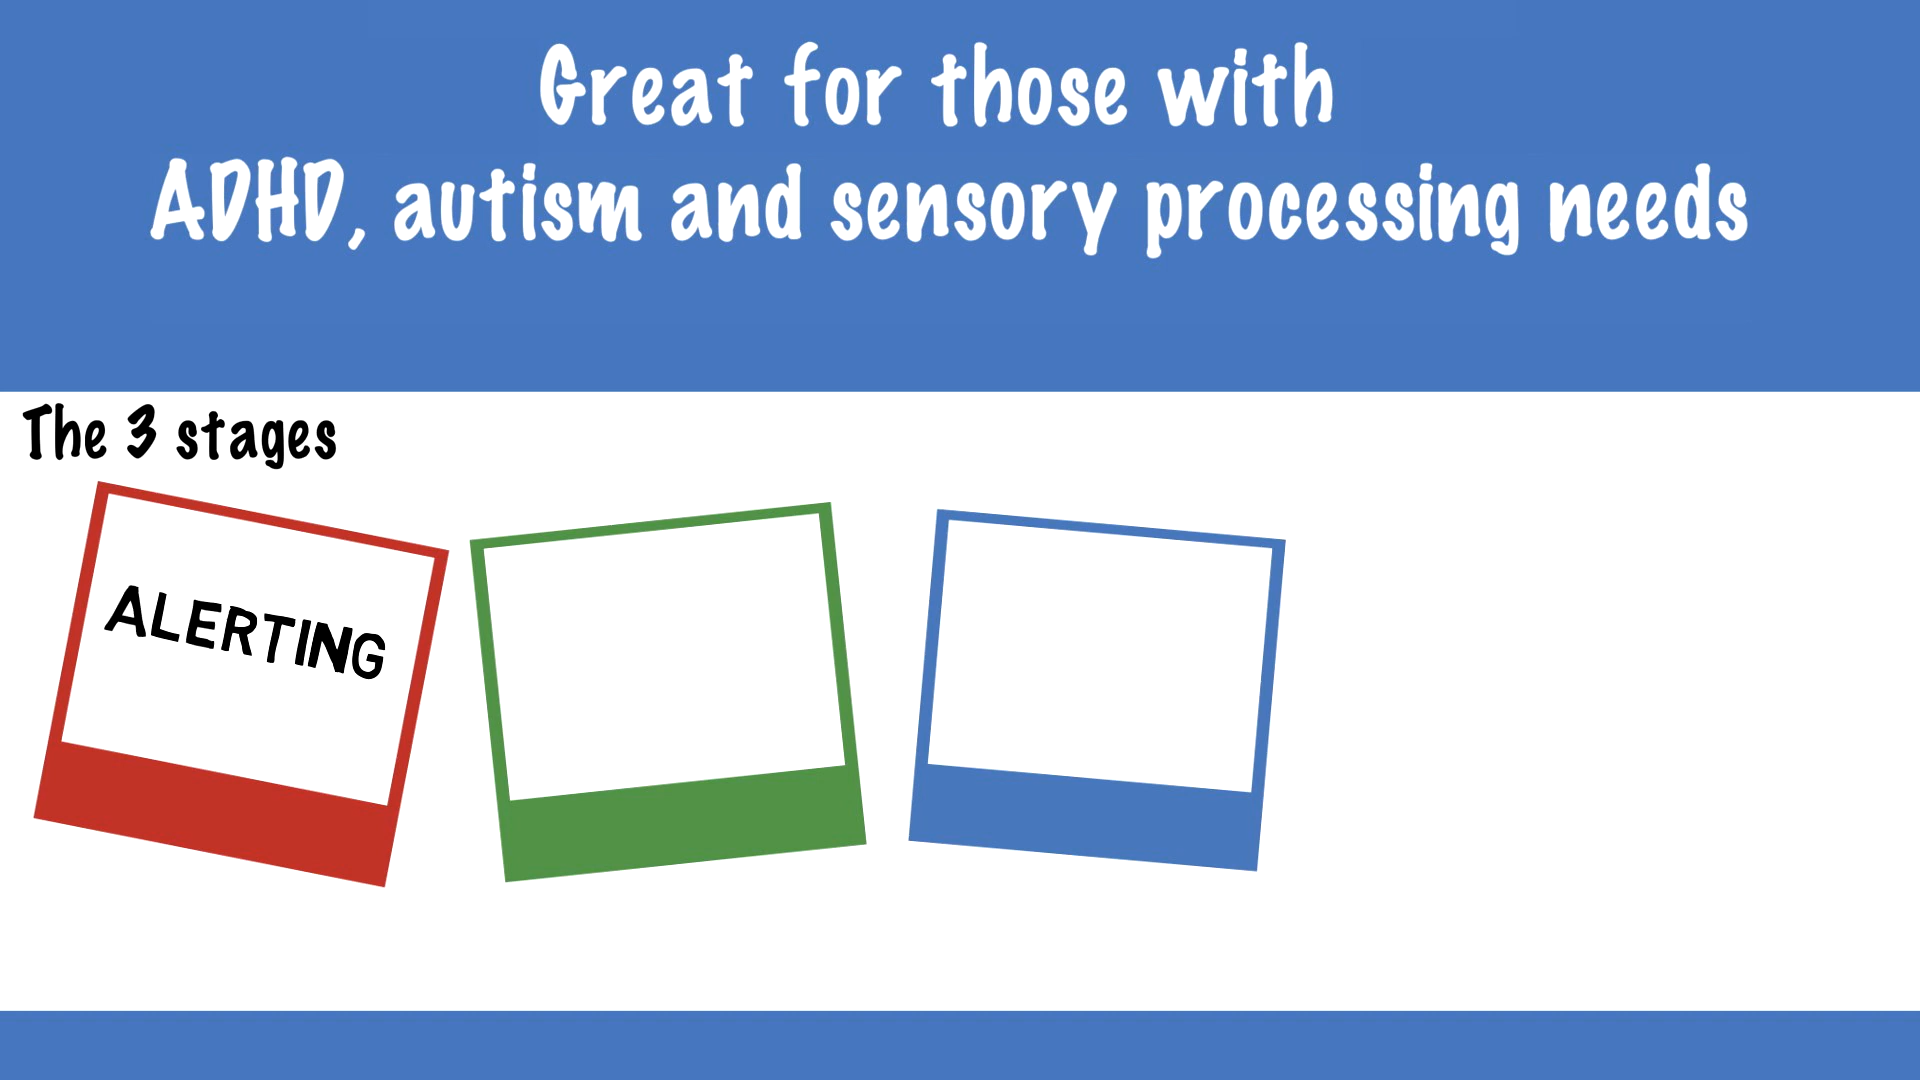 Great for those with
ADHD, autism and sensory processing needs
The 3 stages
ALERTING